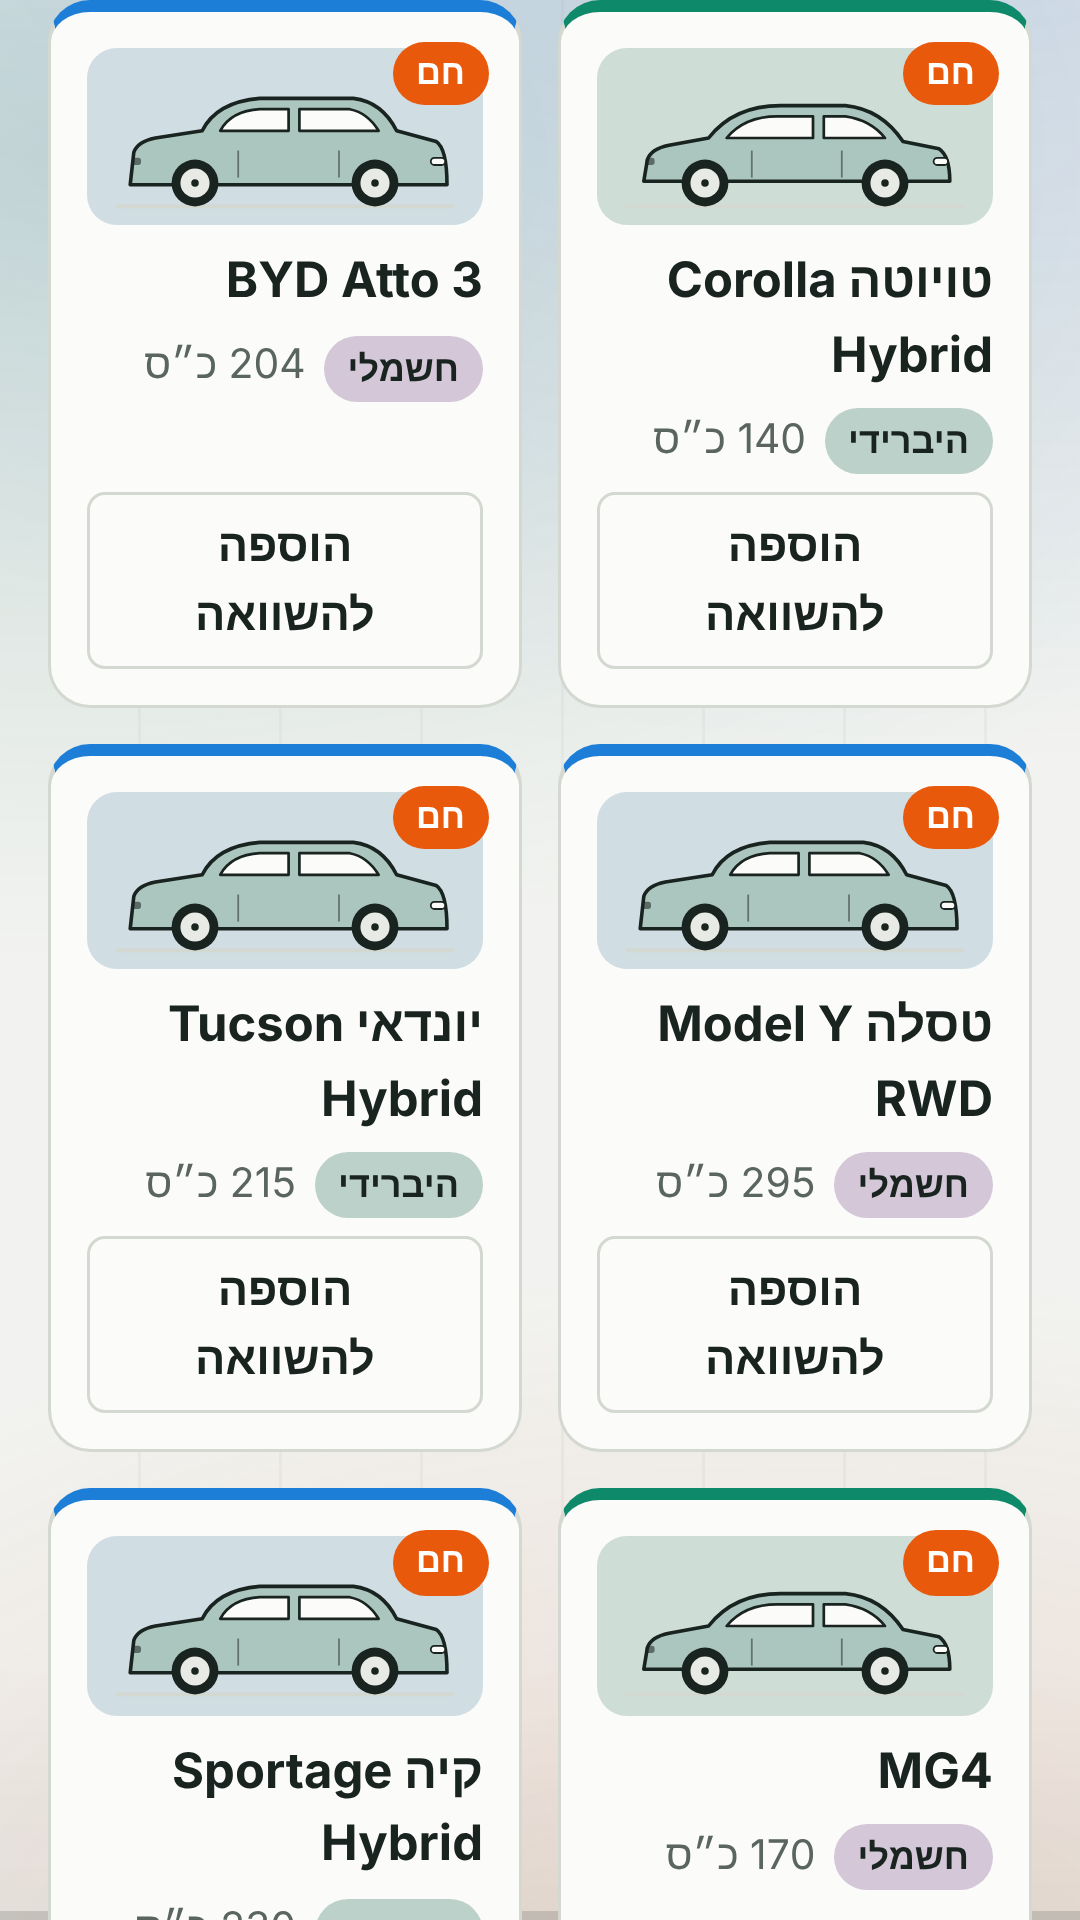 חם
טויוטה Corolla
Hybrid
היברידי 140 כ״ס
הוספה
להשוואה
חם
BYD Atto 3
חשמלי 204 כ״ס
הוספה
להשוואה
חם
טסלה Model Y
RWD
חשמלי 295 כ״ס
הוספה
להשוואה
חם
יונדאי Tucson
Hybrid
היברידי 215 כ״ס
הוספה
להשוואה
חם
MG4
חשמלי 170 כ״ס
חם
קיה Sportage
Hybrid